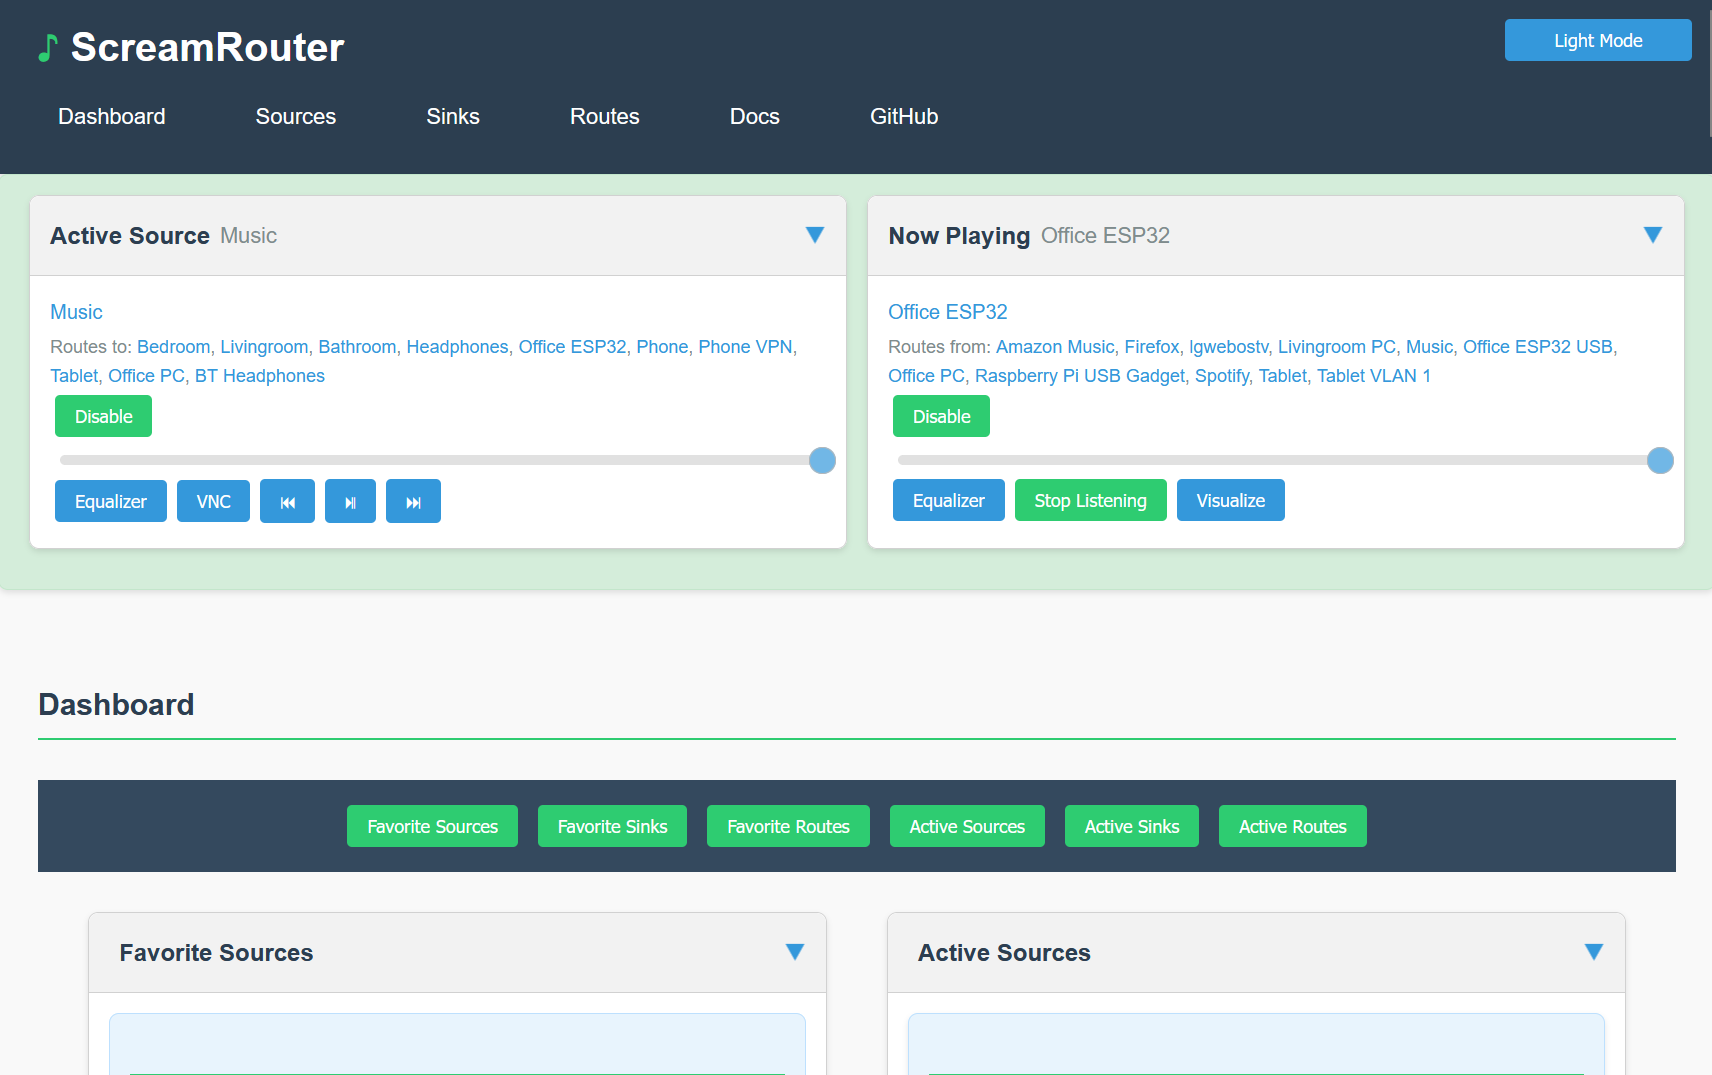 ScreamRouter
Light Mode
Dashboard Sources Sinks Routes Docs GitHub
Active Source Music
Music
Routes to: Bedroom, Livingroom, Bathroom, Headphones, Office ESP32, Phone, Phone VPN,
Tablet, Office PC, BT Headphones
Disable
Equalizer VNC
Now Playing Office ESP32
Office ESP32
Routes from: Amazon Music, Firefox, lgwebostv, Livingroom PC, Music, Office ESP32 USB,
Office PC, Raspberry Pi USB Gadget, Spotify, Tablet, Tablet VLAN 1
Disable
Equalizer Stop Listening Visualize
Dashboard
Favorite Sources Favorite Sinks Favorite Routes Active Sources Active Sinks Active Routes
Favorite Sources
Active Sources